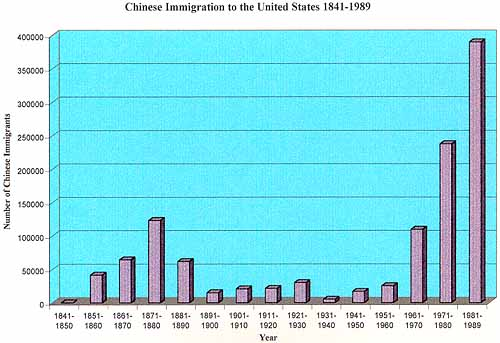 Chinese Immigration to the United States 1841-1989
Number of Chinese Immigrants
400000
350000
300000
250000
200000
150000
100000
50000
0
1841- 1851- 1861- 1871- 1881- 1891- 1901- 1911- 1921- 1931- 1941- 1951- 1961- 1971- 1981-
1850 1860 1870 1880 1890 1900 1910 1920 1930 1940 1950 1960 1970 1980 1989
Year